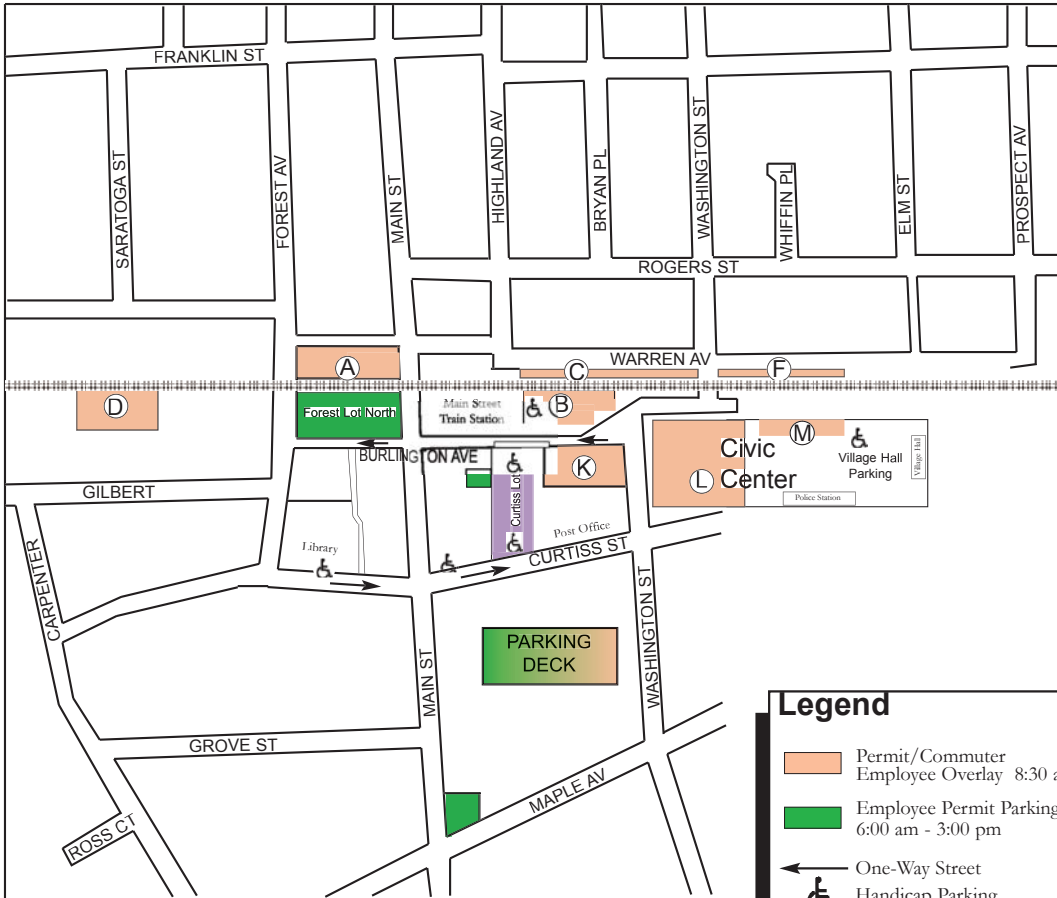 FRANKLIN ST
SARATOGA ST
FOREST AV
MAIN ST
HIGHLAND AV
BRYAN PL
WASHINGTON ST
WHIFFIN PL
ELM ST
PROSPECT AV
ROGERS ST
WARREN AV
A
C
F
D
Forest Lot North
Main Street
Train Station
B
M
BURLINGTON AVE
K
L
Civic
Center
Village Hall
Parking
Village Hall
Police Station
GILBERT
Curtiss Lot
Post Office
Library
CURTISS ST
CARPENTER
PARKING
DECK
MAIN ST
WASHINGTON ST
GROVE ST
MAPLE AV
ROSS CT
Legend
Permit/Commuter
Employee Overlay 8:30 a
Employee Permit Parking
6:00 am - 3:00 pm
One-Way Street
Handicap Parking